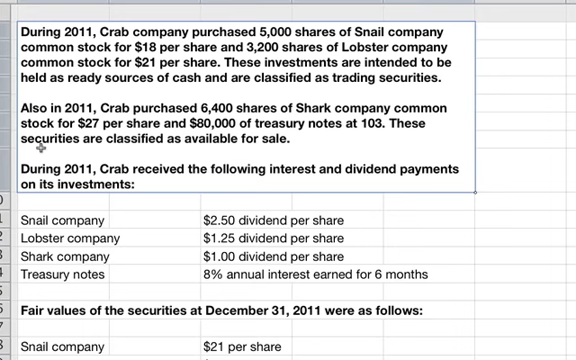 During 2011, Crab company purchased 5,000 shares of Snail company
common stock for $18 per share and 3,200 shares of Lobster company
common stock for $21 per share. These investments are intended to be
held as ready sources of cash and are classified as trading securities.
Also in 2011, Crab purchased 6,400 shares of Shark company common
stock for $27 per share and $80,000 of treasury notes at 103. These
securities are classified as available for sale.
During 2011, Crab received the following interest and dividend payments
on its investments:
Snail company $2.50 dividend per share
Lobster company $1.25 dividend per share
Shark company $1.00 dividend per share
Treasury notes 8% annual interest earned for 6 months
Fair values of the securities at December 31, 2011 were as follows:
Snail company $21 per share